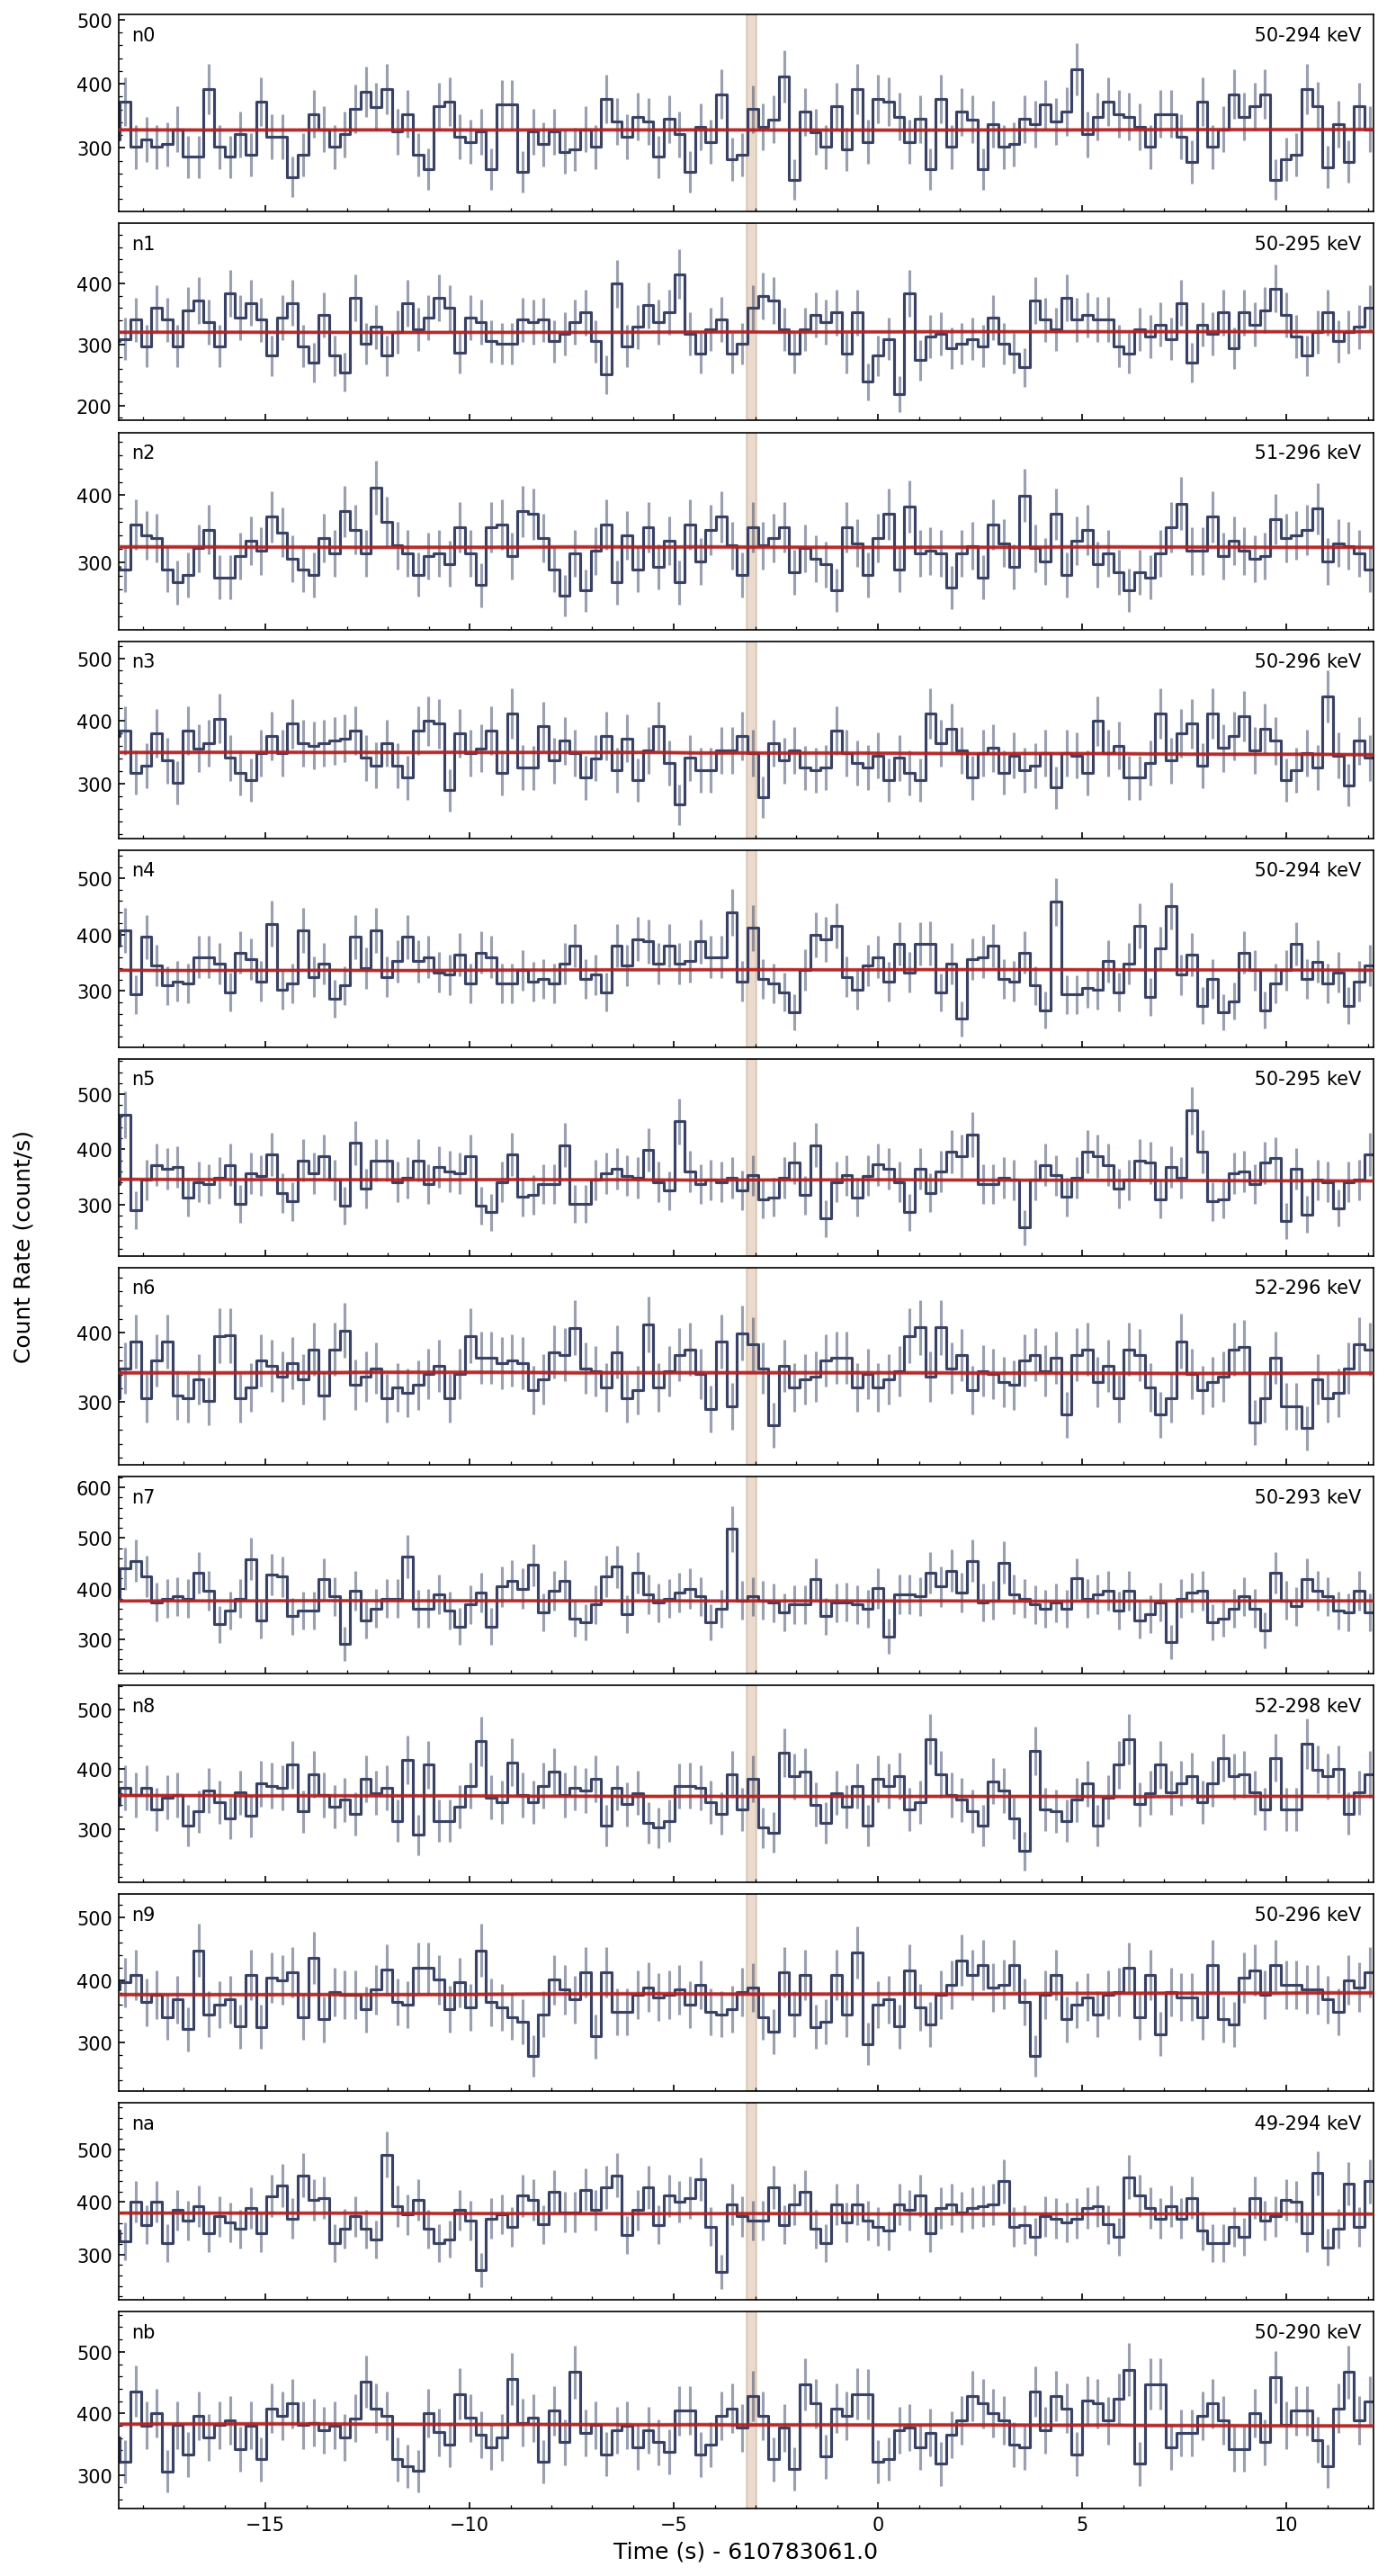 n0 50-294 keV
500
400
300
n1 50-295 keV
400
300
200
n2 51-296 keV
400
300
n3 50-296 keV
500
400
300
n4 50-294 keV
500
400
300
n5 50-295 keV
500
400
300
n6 52-296 keV
400
300
n7 50-293 keV
600
500
400
300
n8 52-298 keV
500
400
300
n9 50-296 keV
500
400
300
na 49-294 keV
500
400
300
nb 50-290 keV
500
400
300
−15 −10 −5 0 5 10
Time (s) - 610783061.0
Count Rate (count/s)